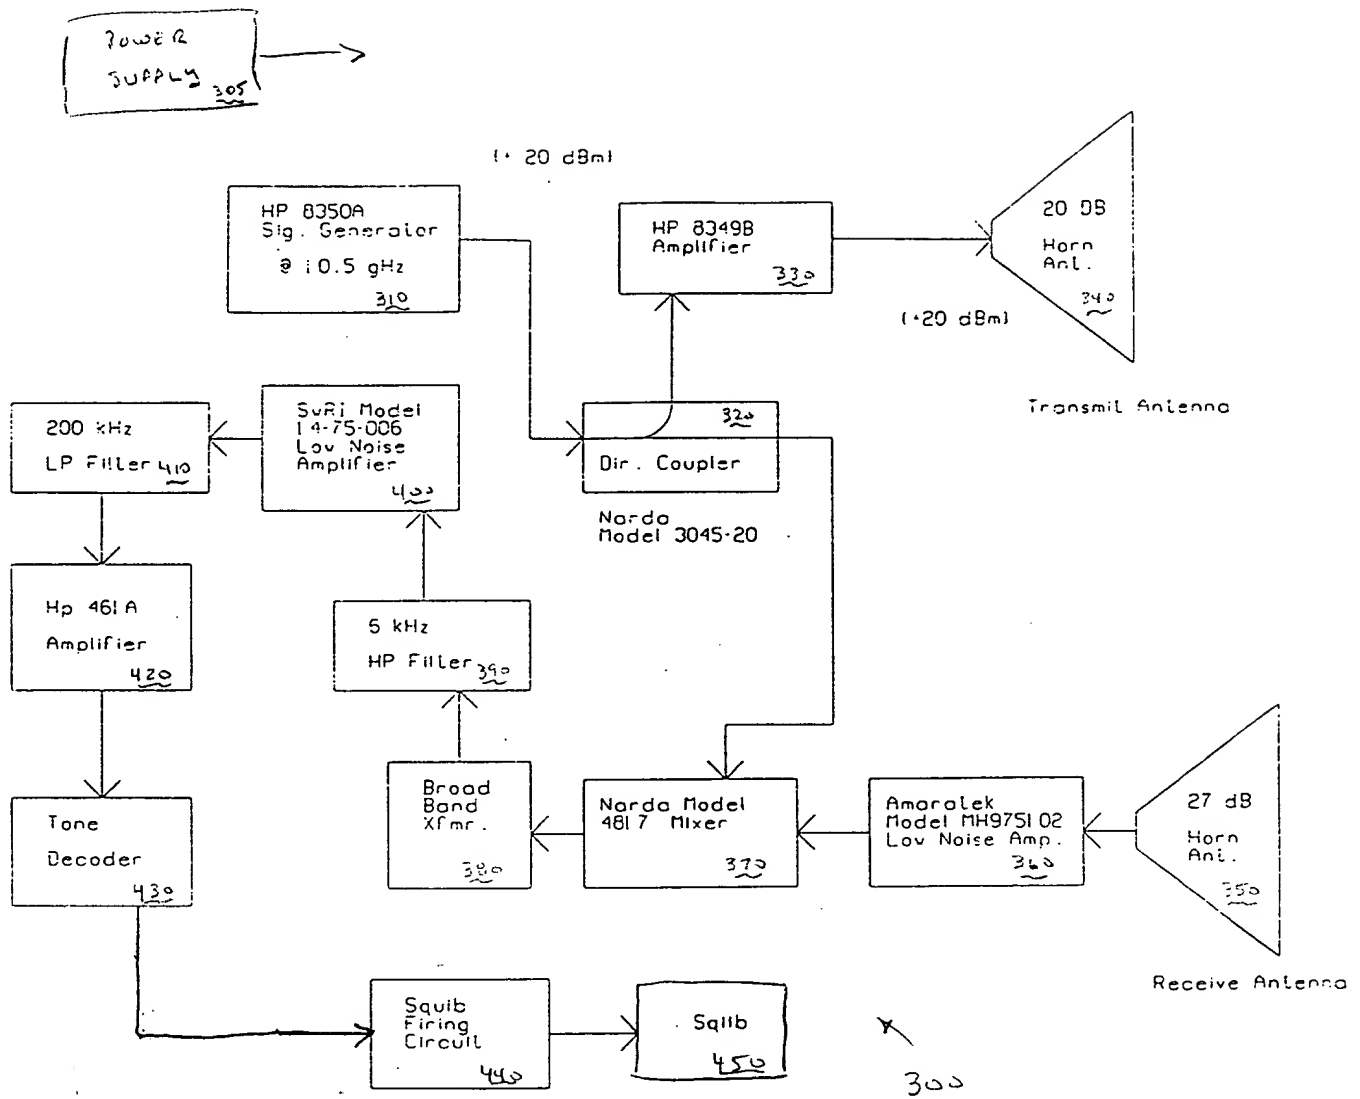 POWER
SUPPLY 305
(+ 20 dBm)
HP 8350A
Sig. Generator
@ 10.5 gHz
310
HP 8349B
Amplifier
330
20 DB
Horn
Ant.
340
(+20 dBm)
Transmit Antenna
200 kHz
LP Filter 410
SwRi Model
14-75-006
Low Noise
Amplifier
400
320
Dir. Coupler
Narda
Model 3045-20
Hp 461A
Amplifier
420
5 kHz
HP Filter 390
Tone
Decoder
430
Broad
Band
Xfmr.
380
Narda Model
4817 Mixer
370
Amaratek
Model MH975102
Low Noise Amp.
360
27 dB
Horn
Ant.
350
Receive Antenna
Squib
Firing
Circuit
440
Sqiib
450
300